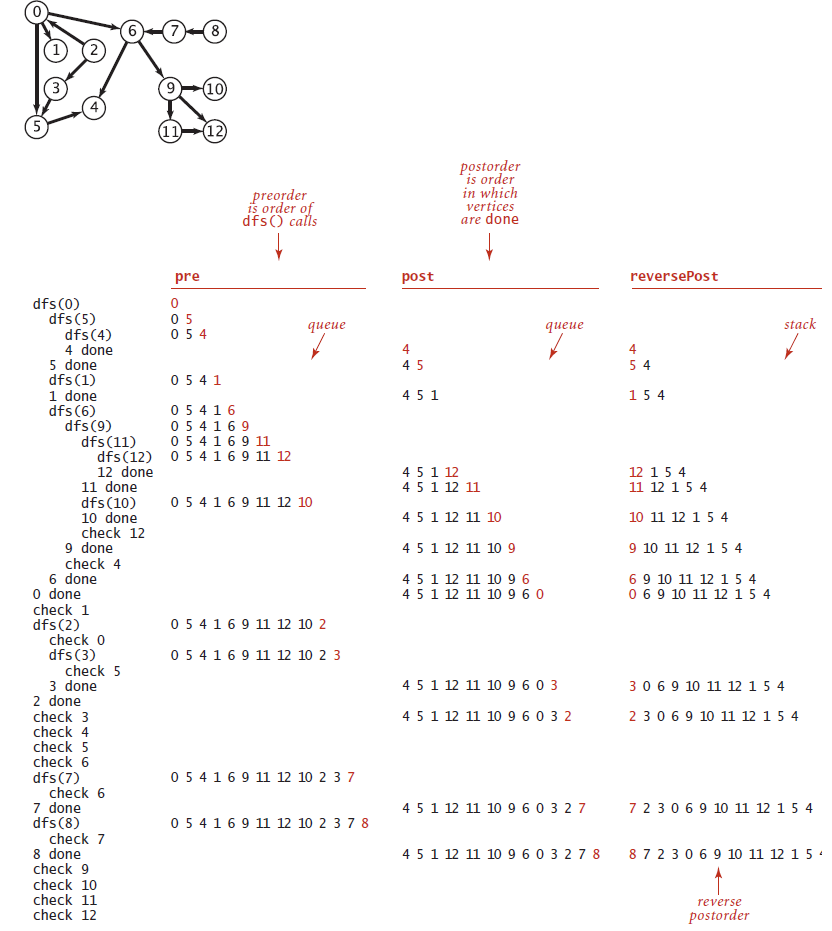 0
6
7
8
1
2
3
9
10
4
5
11
12
preorder
is order of
dfs() calls
postorder
is order
in which
vertices
are done
pre post reversePost
queue queue stack
dfs(0) 0
dfs(5) 0 5
dfs(4) 0 5 4
4 done 4 4
5 done 4 5 5 4
dfs(1) 0 5 4 1
1 done 4 5 1 1 5 4
dfs(6) 0 5 4 1 6
dfs(9) 0 5 4 1 6 9
dfs(11) 0 5 4 1 6 9 11
dfs(12) 0 5 4 1 6 9 11 12
12 done 4 5 1 12 12 1 5 4
11 done 4 5 1 12 11 11 12 1 5 4
dfs(10) 0 5 4 1 6 9 11 12 10
10 done 4 5 1 12 11 10 10 11 12 1 5 4
check 12
9 done 4 5 1 12 11 10 9 9 10 11 12 1 5 4
check 4
6 done 4 5 1 12 11 10 9 6 6 9 10 11 12 1 5 4
0 done 4 5 1 12 11 10 9 6 0 0 6 9 10 11 12 1 5 4
check 1
dfs(2) 0 5 4 1 6 9 11 12 10 2
check 0
dfs(3) 0 5 4 1 6 9 11 12 10 2 3
check 5
3 done 4 5 1 12 11 10 9 6 0 3 3 0 6 9 10 11 12 1 5 4
2 done
check 3 4 5 1 12 11 10 9 6 0 3 2 2 3 0 6 9 10 11 12 1 5 4
check 4
check 5
check 6
dfs(7) 0 5 4 1 6 9 11 12 10 2 3 7
check 6
7 done 4 5 1 12 11 10 9 6 0 3 2 7 7 2 3 0 6 9 10 11 12 1 5 4
dfs(8) 0 5 4 1 6 9 11 12 10 2 3 7 8
check 7
8 done 4 5 1 12 11 10 9 6 0 3 2 7 8 8 7 2 3 0 6 9 10 11 12 1 5 4
check 9
check 10
check 11
check 12
reverse
postorder